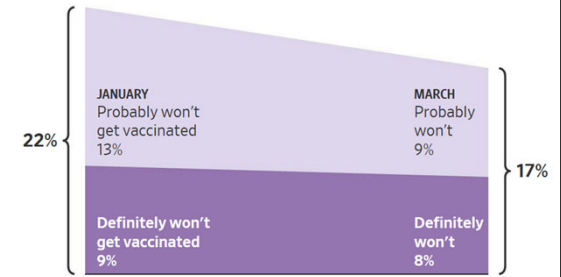 JANUARY
Probably won't
get vaccinated
13%
MARCH
Probably
won't
9%
22%
17%
Definitely won't
get vaccinated
9%
Definitely
won't
8%